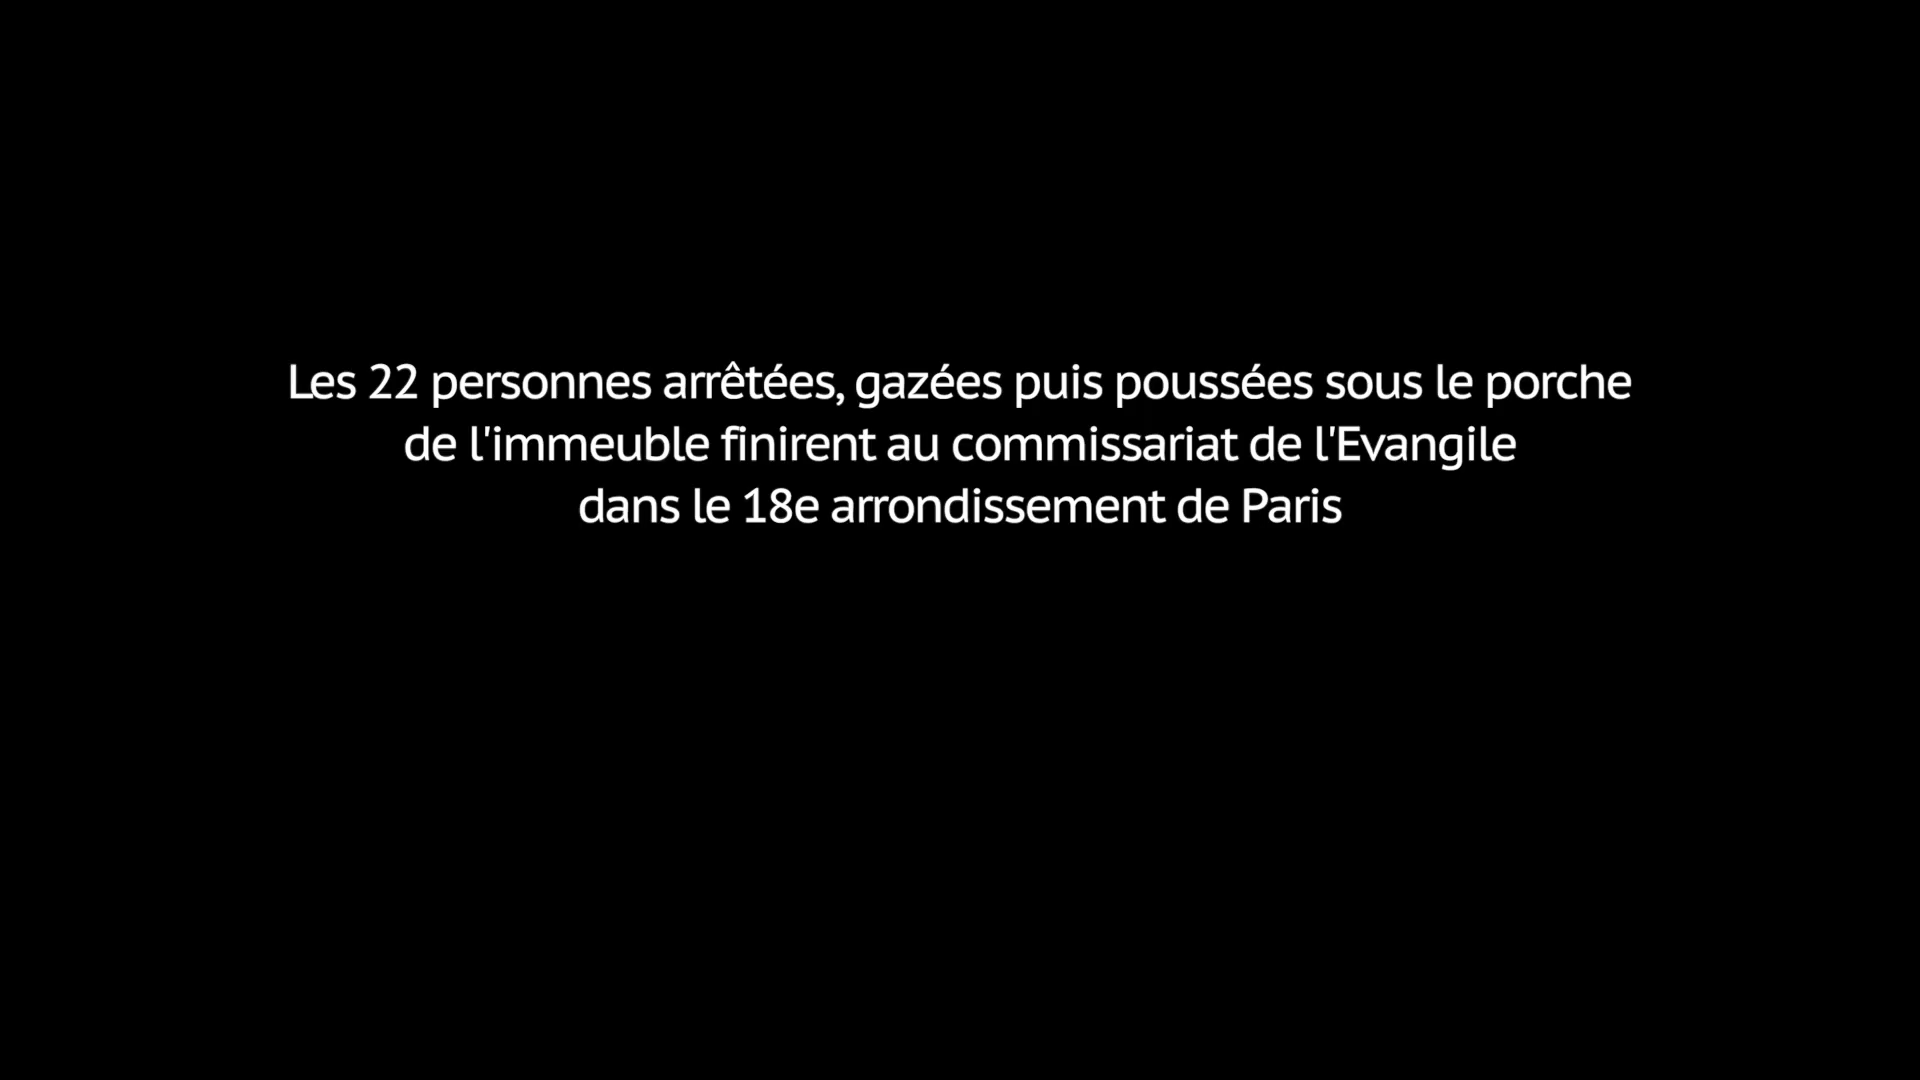 Les 22 personnes arrêtées, gazées puis poussées sous le porche
de l'immeuble finirent au commissariat de l'Evangile
dans le 18e arrondissement de Paris